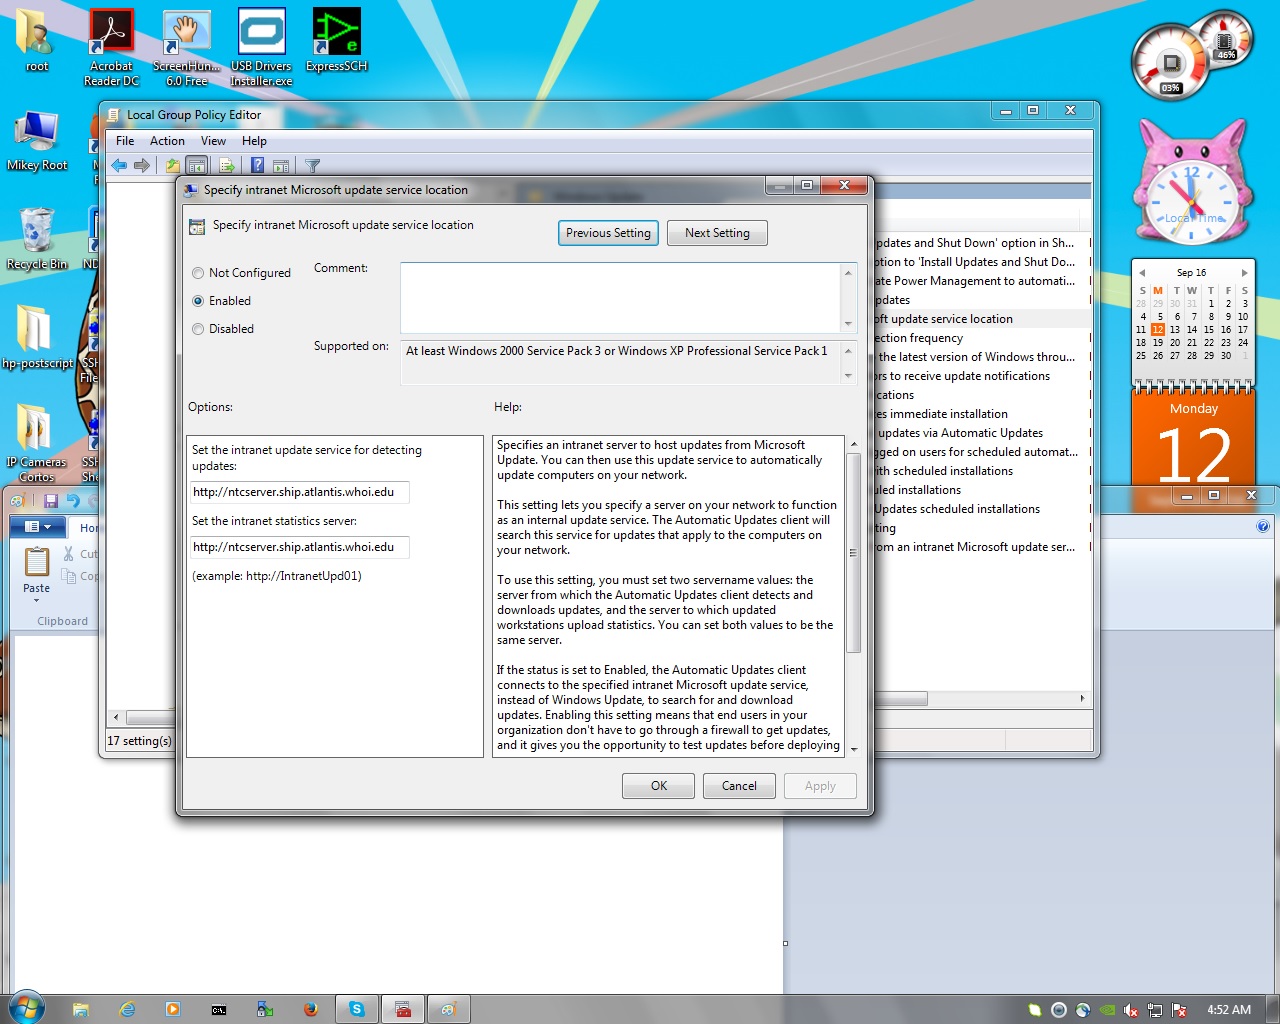 root
Acrobat
Reader DC
ScreenHun...
6.0 Free
USB Drivers
Installer.exe
ExpressSCH
46%
03%
Mikey Root
Recycle Bin
hp-postscript
IP Cameras
Cortos
Local Group Policy Editor
File Action View Help
17 setting(s)
Specify intranet Microsoft update service location
Specify intranet Microsoft update service location
Previous Setting
Next Setting
Not Configured
Enabled
Disabled
Comment:
Supported on:
At least Windows 2000 Service Pack 3 or Windows XP Professional Service Pack 1
Options:
Help:
Set the intranet update service for detecting
updates:
http://ntcserver.ship.atlantis.whoi.edu
Set the intranet statistics server:
http://ntcserver.ship.atlantis.whoi.edu
(example: http://IntranetUpd01)
Specifies an intranet server to host updates from Microsoft
Update. You can then use this update service to automatically
update computers on your network.
This setting lets you specify a server on your network to function
as an internal update service. The Automatic Updates client will
search this service for updates that apply to the computers on
your network.
To use this setting, you must set two servername values: the
server from which the Automatic Updates client detects and
downloads updates, and the server to which updated
workstations upload statistics. You can set both values to be the
same server.
If the status is set to Enabled, the Automatic Updates client
connects to the specified intranet Microsoft update service,
instead of Windows Update, to search for and download
updates. Enabling this setting means that end users in your
organization don't have to go through a firewall to get updates,
and it gives you the opportunity to test updates before deploying
OK
Cancel
Apply
pdates and Shut Down' option in Sh...
ption to 'Install Updates and Shut Do...
ate Power Management to automati...
pdates
oft update service location
ection frequency
the latest version of Windows throu...
rs to receive update notifications
cations
es immediate installation
updates via Automatic Updates
gged on users for scheduled automat...
with scheduled installations
uled installations
Updates scheduled installations
ting
om an intranet Microsoft update ser...
12
Local Time
Sep 16
S M T W T F S
28 29 30 31 1 2 3
4 5 6 7 8 9 10
11 12 13 14 15 16 17
18 19 20 21 22 23 24
25 26 27 28 29 30 1
Monday
12
Ho
Paste
Cut
Cop
Clipboard
4:52 AM